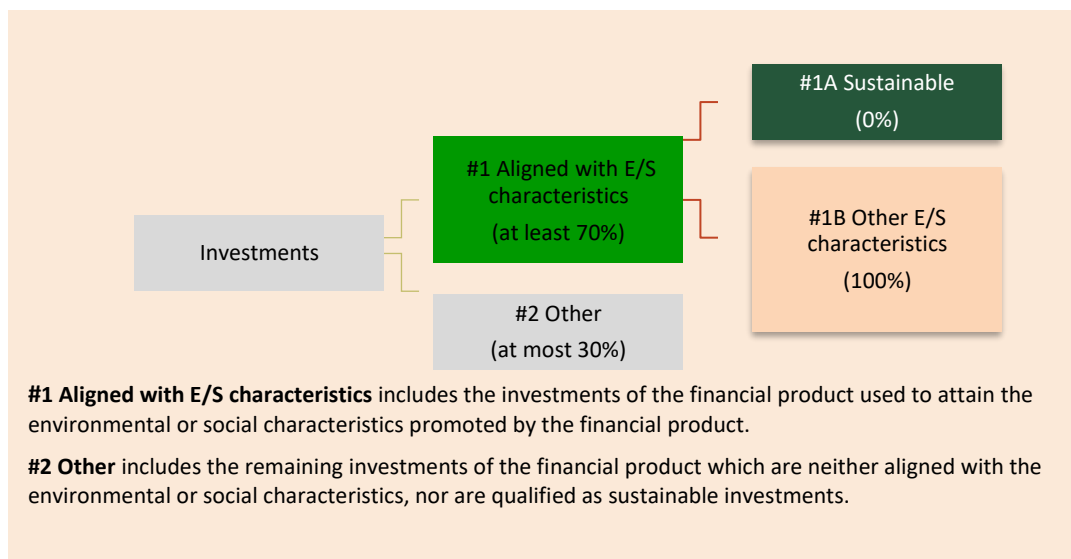 #1A Sustainable
(0%)
#1 Aligned with E/S
characteristics
(at least 70%)
#1B Other E/S
characteristics
(100%)
Investments
#2 Other
(at most 30%)
#1 Aligned with E/S characteristics includes the investments of the financial product used to attain the
environmental or social characteristics promoted by the financial product.
#2 Other includes the remaining investments of the financial product which are neither aligned with the
environmental or social characteristics, nor are qualified as sustainable investments.